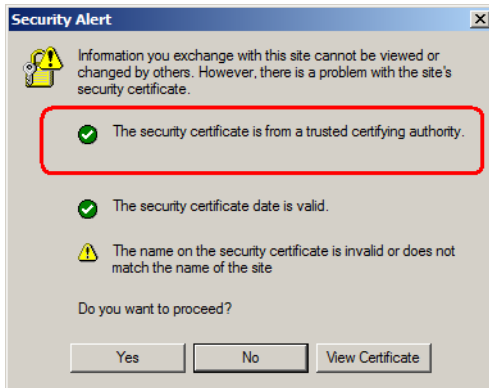 Security Alert
Information you exchange with this site cannot be viewed or
changed by others. However, there is a problem with the site's
security certificate.
The security certificate is from a trusted certifying authority.
The security certificate date is valid.
The name on the security certificate is invalid or does not
match the name of the site
Do you want to proceed?
Yes
No
View Certificate